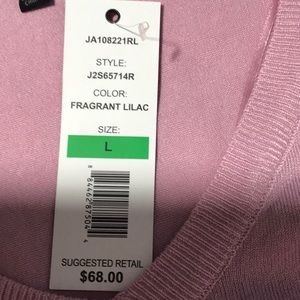 JA108221RL
STYLE:
J2S65714R
COLOR:
FRAGRANT LILAC
SIZE:
L
SUGGESTED RETAIL
$68.00